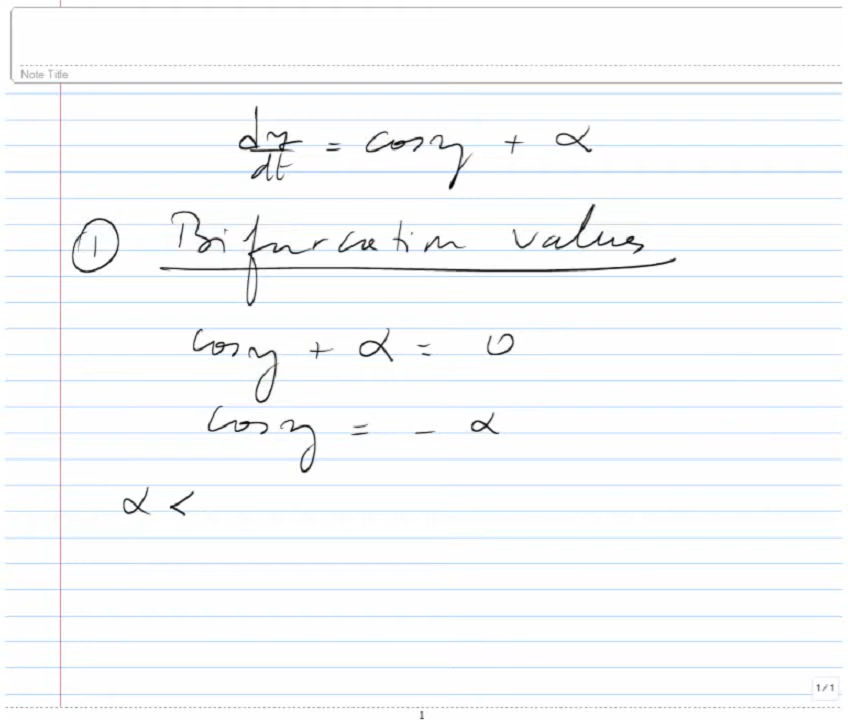 Note Title
dy/dt = cos y + α
① Bifurcation values
cos y + α = 0
cos y = - α
α <
1/1
1